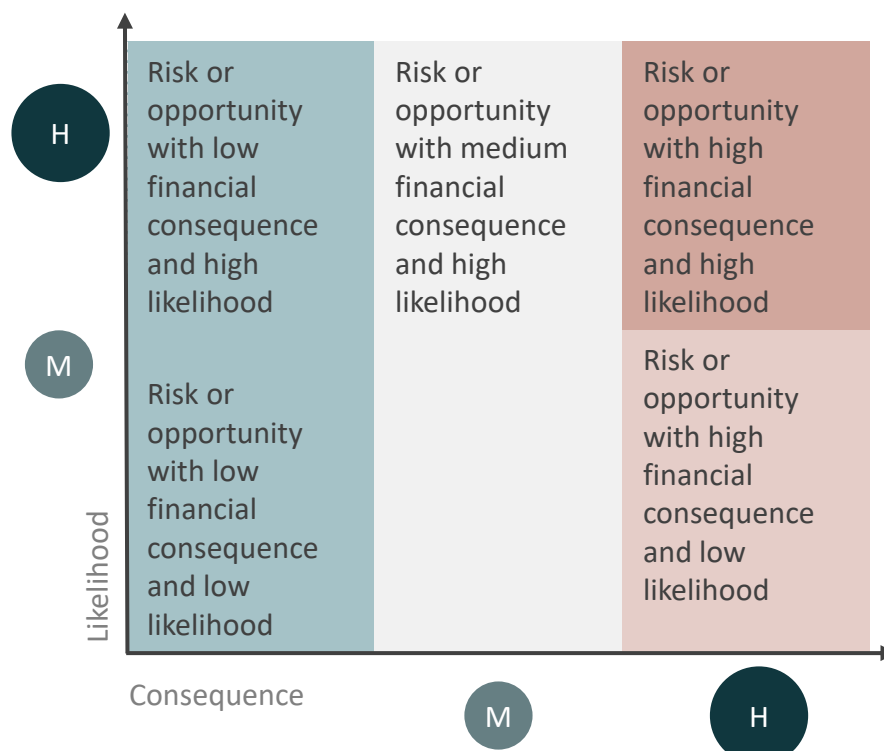 H
Risk or
opportunity
with low
financial
consequence
and high
likelihood
Risk or
opportunity
with medium
financial
consequence
and high
likelihood
Risk or
opportunity
with high
financial
consequence
and high
likelihood
M
Risk or
opportunity
with low
financial
consequence
and low
likelihood
Risk or
opportunity
with high
financial
consequence
and low
likelihood
Likelihood
Consequence
M
H